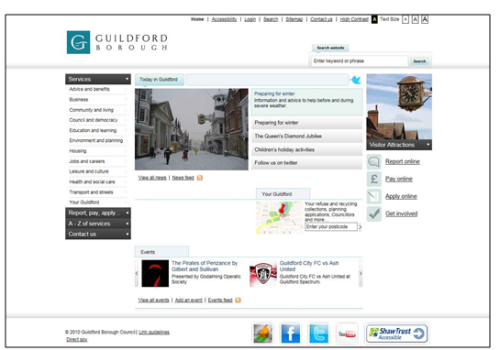 Home | Accessibility | Login | Search | Sitemap | Contact us | High Contrast A Text Size A A A
G GUILDFORD
BOROUGH
Search website
Enter keyword or phrase
Search
Services
Advice and benefits
Business
Community and living
Council and democracy
Education and learning
Environment and planning
Housing
Jobs and careers
Leisure and culture
Health and social care
Transport and streets
Your Guildford
Report, pay, apply...
A - Z of services
Contact us
Today in Guildford
Preparing for winter
Information and advice to help before and during
severe weather.
Preparing for winter
The Queen's Diamond Jubilee
Children's holiday activities
Follow us on twitter
View all news | News feed
Your Guildford
Your refuse and recycling
collections, planning
applications, Councillors
and more...
Enter your postcode
Visitor Attractions
Report online
£ Pay online
Apply online
Get involved
Events
The Pirates of Penzance by
Gilbert and Sullivan
Presented by Godalming Operatic
Society
Guildford City FC vs Ash
United
Guildford City FC vs Ash United at
Guildford Spectrum.
View all events | Add an event | Events feed
© 2010 Guildford Borough Council | Link guidelines
Direct gov
f
YouTube
ShawTrust
Accessible